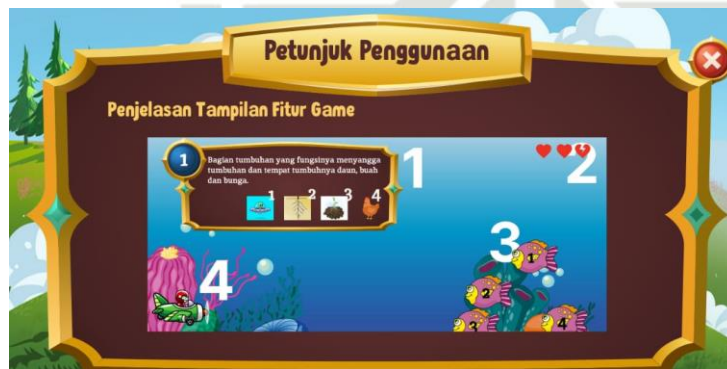 Petunjuk Penggunaan
Penjelasan Tampilan Fitur Game
1
Bagian tumbuhan yang fungsinya menyangga
tumbuhan dan tempat tumbuhnya daun, buah
dan bunga.
1 2 3 4
1
2
3
4
1
2
3
4